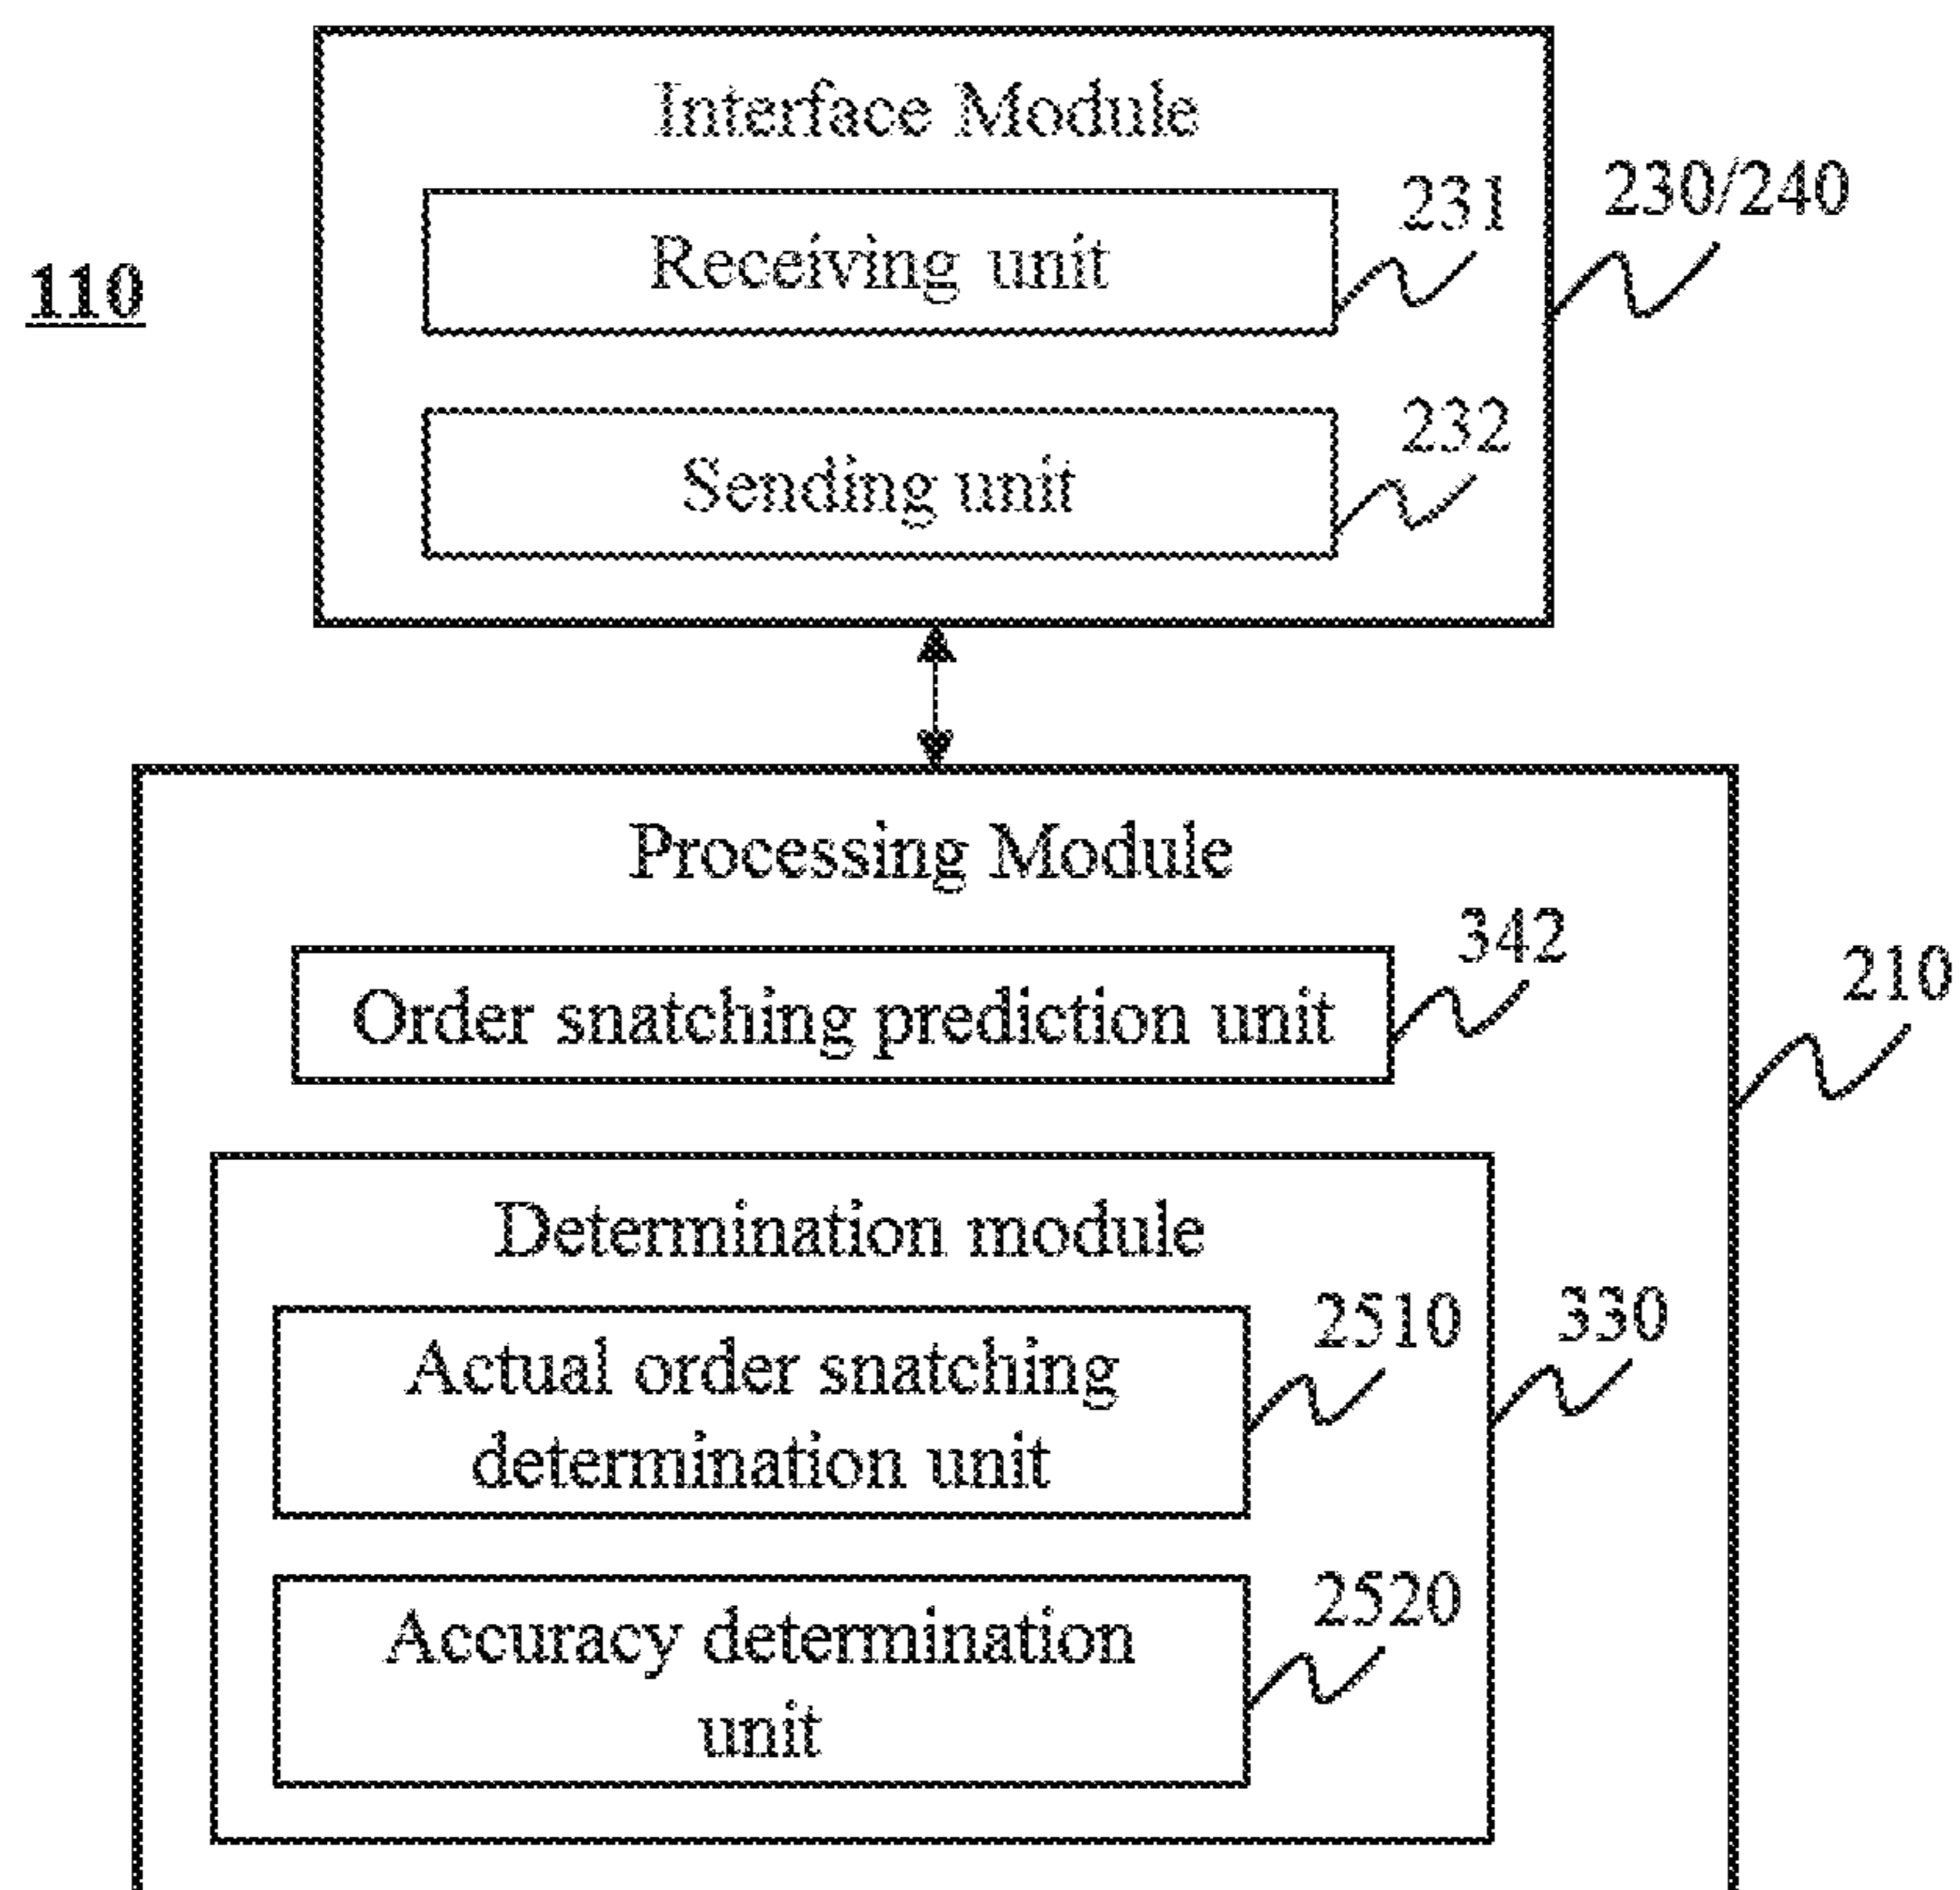 Interface Module
Receiving unit
231
230/240
110
Sending unit
232
Processing Module
342
Order snatching prediction unit
210
Determination module
Actual order snatching
determination unit
2510
330
Accuracy determination
unit
2520